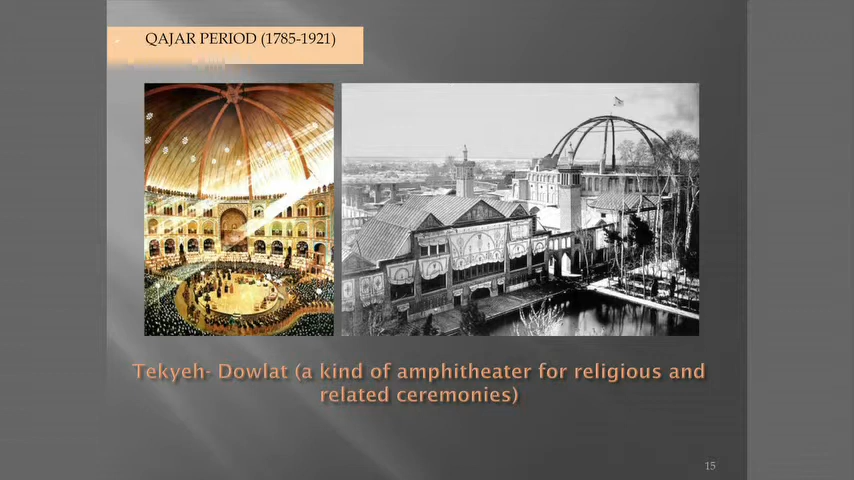 QAJAR PERIOD (1785-1921)
Tekyeh- Dowlat (a kind of amphitheater for religious and
related ceremonies)
15